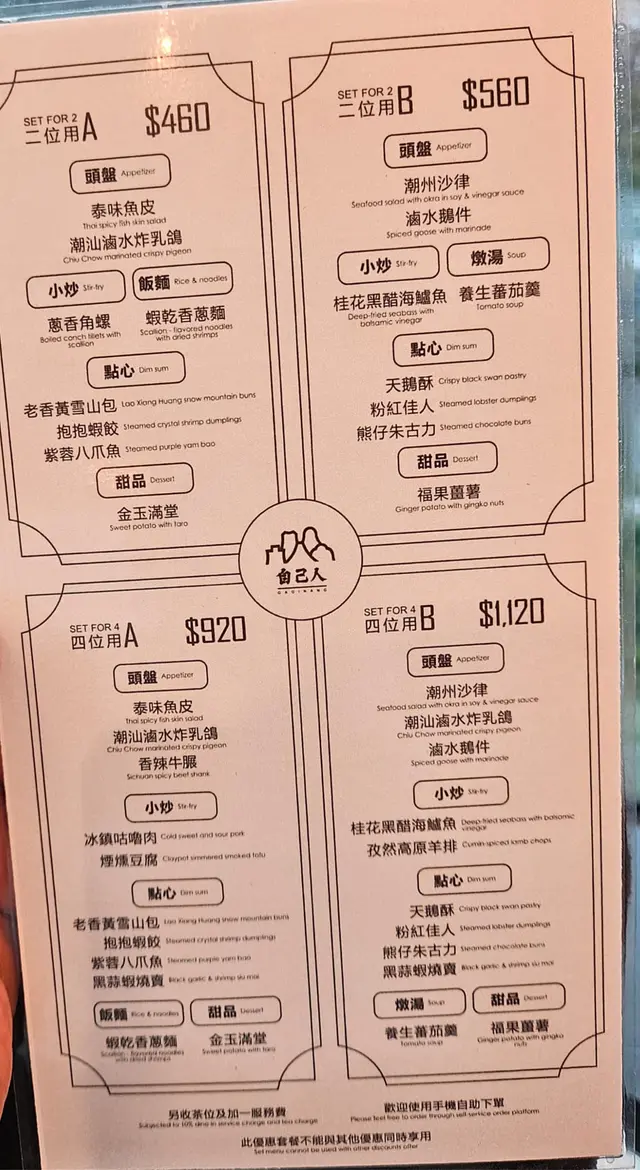 SET FOR 2
二位用A $460
頭盤 Appetizer
泰味魚皮
Thai spicy fish skin salad
潮汕滷水炸乳鴿
Chiu Chow marinated crispy pigeon
小炒 Stir-fry
飯麵 Rice & noodles
蔥香角螺
Boiled conch fillets with
scallion
蝦乾香蔥麵
Scallion - flavored noodles
with dried shrimps
點心 Dim sum
老香黃雪山包 Lao Xiang Huang snow mountain buns
抱抱蝦餃 Steamed crystal shrimp dumplings
紫蓉八爪魚 Steamed purple yam bao
甜品 Dessert
金玉滿堂
Sweet potato with taro
SET FOR 2
二位用B $560
頭盤 Appetizer
潮州沙律
Seafood salad with okra in soy & vinegar sauce
滷水鵝件
Spiced goose with marinade
小炒 Stir-fry
燉湯 Soup
桂花黑醋海鱸魚
Deep-fried seabass with
balsamic vinegar
養生蕃茄羹
Tomato soup
點心 Dim sum
天鵝酥 Crispy black swan pastry
粉紅佳人 Steamed lobster dumplings
熊仔朱古力 Steamed chocolate buns
甜品 Dessert
福果薑薯
Ginger potato with gingko nuts
自己人
SET FOR 4
四位用A $920
頭盤 Appetizer
泰味魚皮
Thai spicy fish skin salad
潮汕滷水炸乳鴿
Chiu Chow marinated crispy pigeon
香辣牛𦟌
Sichuan spicy beef shank
小炒 Stir-fry
冰鎮咕嚕肉 Cold sweet and sour pork
煙燻豆腐 Claypot simmered smoked tofu
點心 Dim sum
老香黃雪山包 Lao Xiang Huang snow mountain buns
抱抱蝦餃 Steamed crystal shrimp dumplings
紫蓉八爪魚 Steamed purple yam bao
黑蒜蝦燒賣 Black garlic & shrimp siu mai
飯麵 Rice & noodles
甜品 Dessert
蝦乾香蔥麵
Scallion - flavored noodles
with dried shrimps
金玉滿堂
Sweet potato with taro
SET FOR 4
四位用B $1,120
頭盤 Appetizer
潮州沙律
Seafood salad with okra in soy & vinegar sauce
潮汕滷水炸乳鴿
Chiu Chow marinated crispy pigeon
滷水鵝件
Spiced goose with marinade
小炒 Stir-fry
桂花黑醋海鱸魚 Deep-fried seabass with balsamic
vinegar
孜然高原羊排 Cumin spiced lamb chops
點心 Dim sum
天鵝酥 Crispy black swan pastry
粉紅佳人 Steamed lobster dumplings
熊仔朱古力 Steamed chocolate buns
黑蒜蝦燒賣 Black garlic & shrimp siu mai
燉湯 Soup
甜品 Dessert
養生蕃茄羹
Tomato soup
福果薑薯
Ginger potato with gingko
nuts
另收茶位及加一服務費
Subjected to 10% dine in service charge and tea charge
歡迎使用手機自助下單
Please feel free to order through self-service order platform
此優惠套餐不能與其他優惠同時享用
Set menu cannot be used with other discounts offer